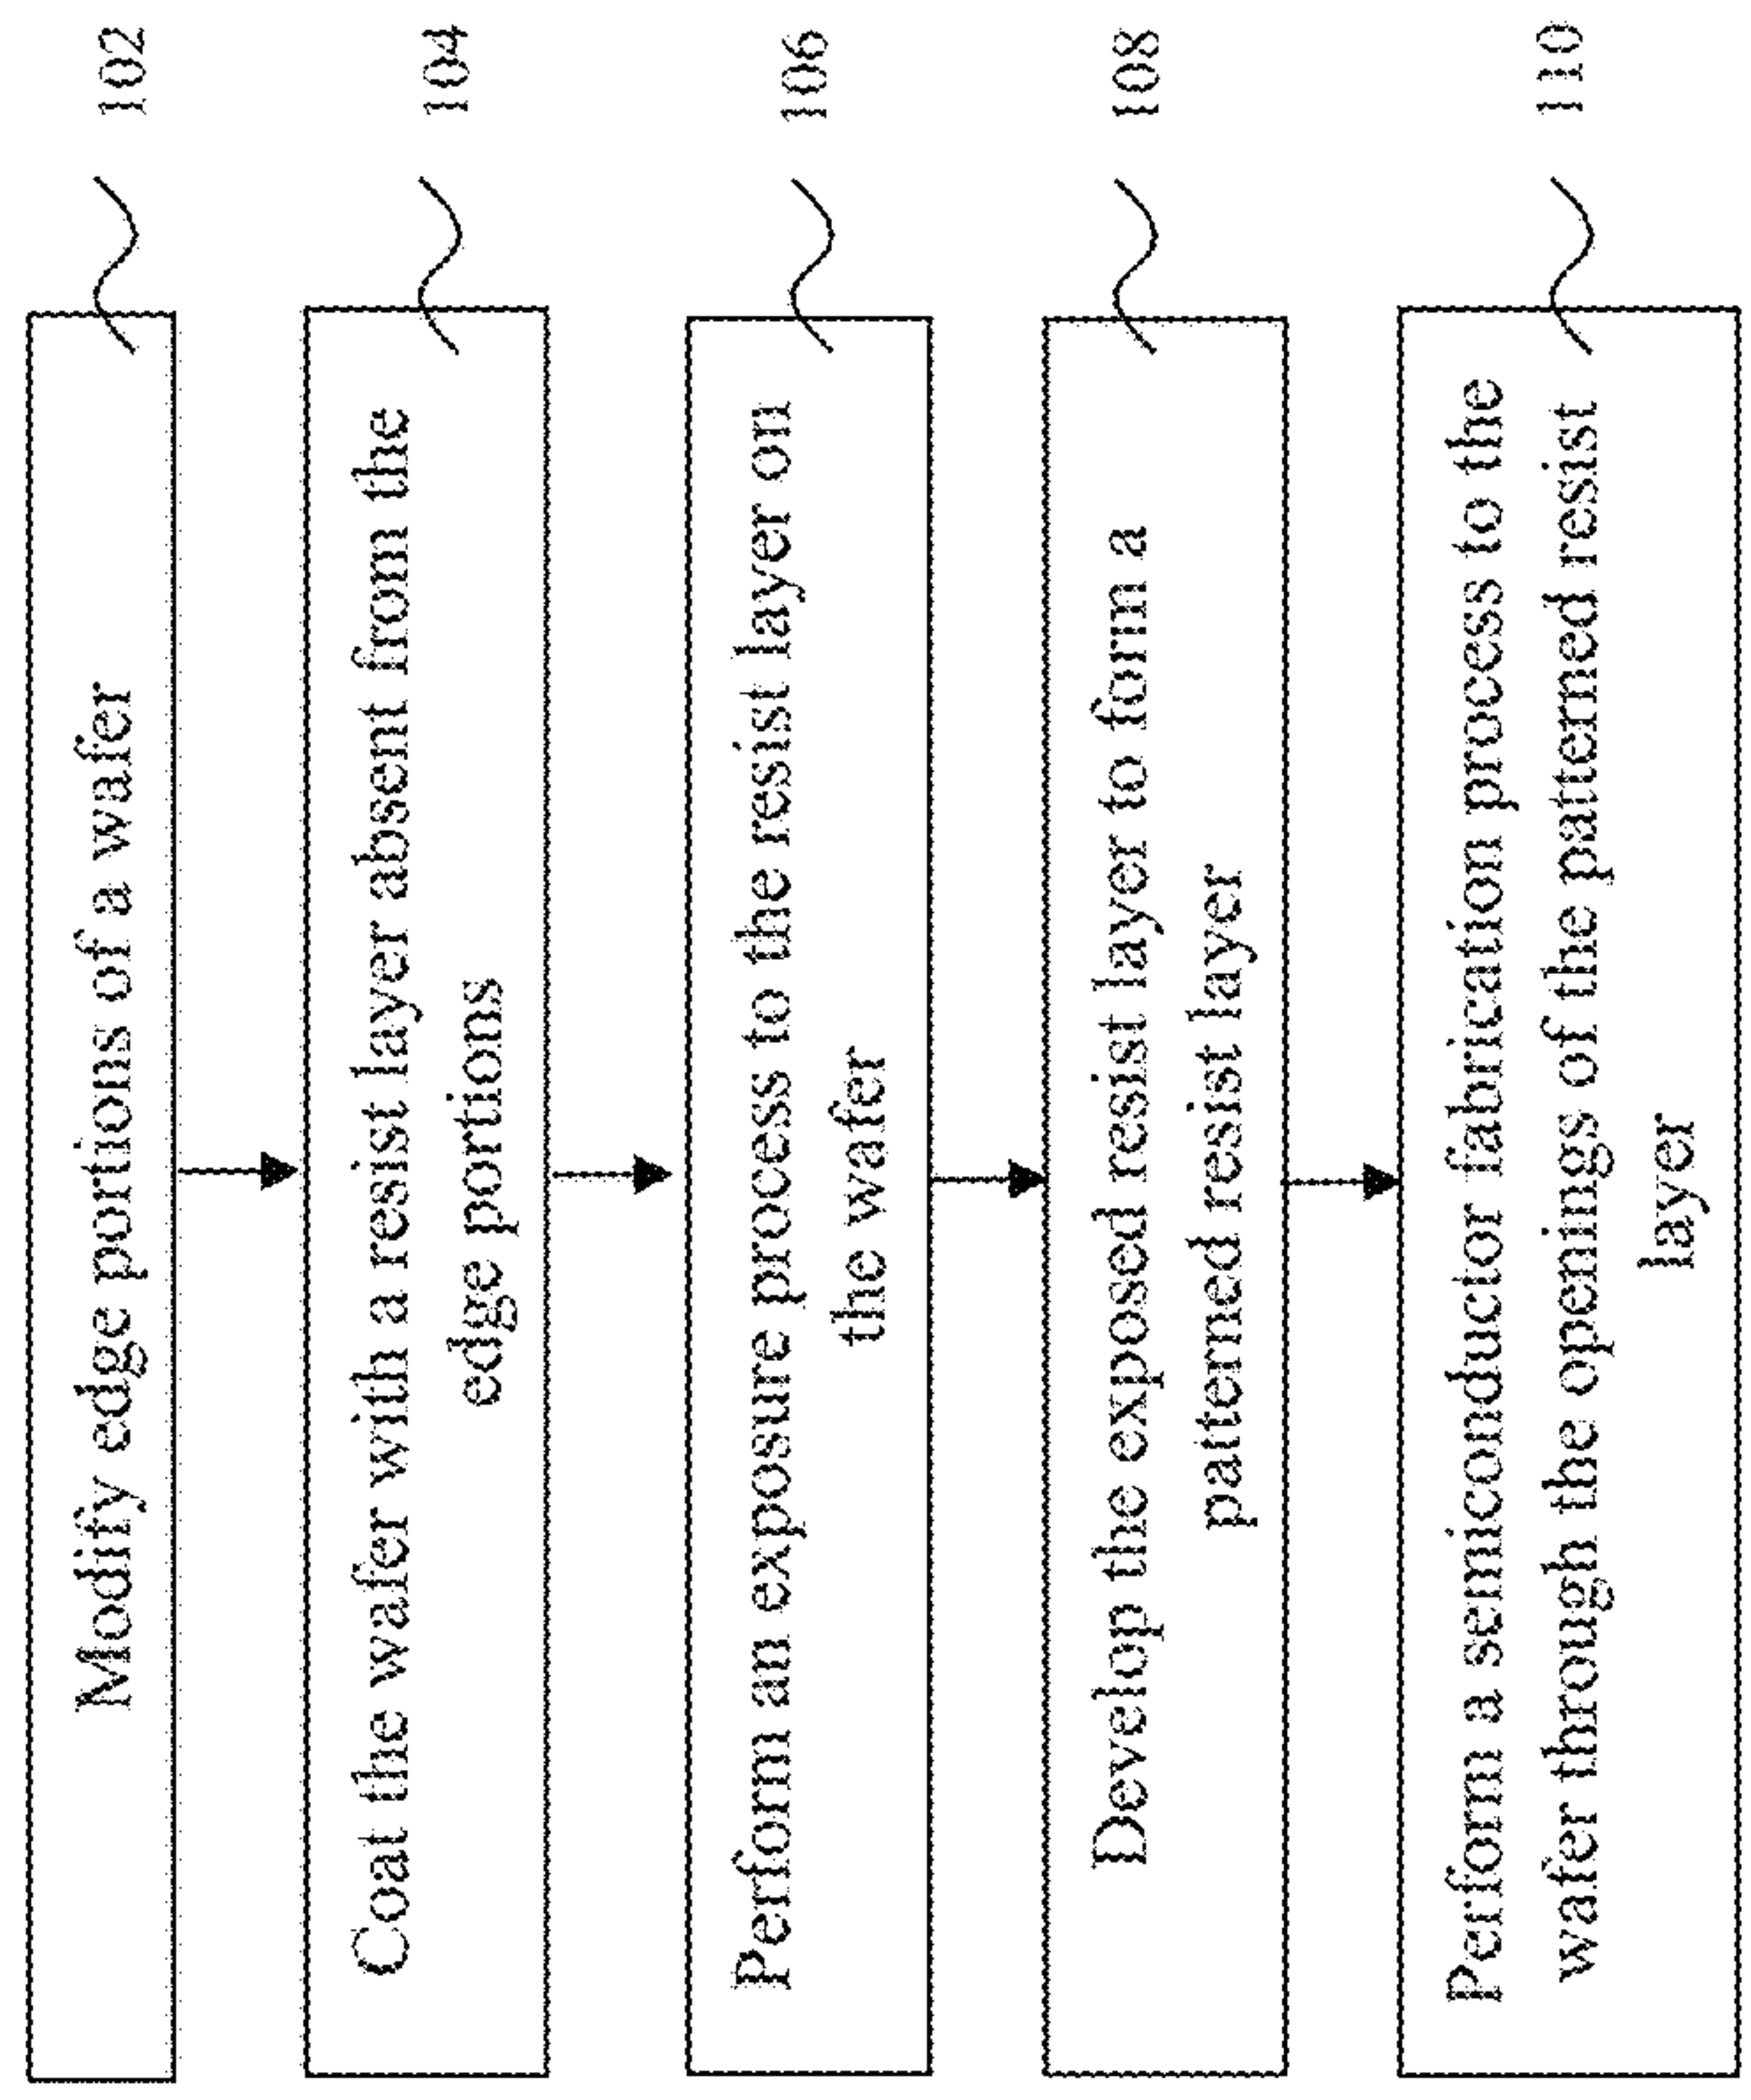 Modify edge portions of a wafer
102
Coat the wafer with a resist layer absent from the
edge portions
104
Perform an exposure process to the resist layer on
the wafer
106
Develop the exposed resist layer to form a
patterned resist layer
108
Perform a semiconductor fabrication process to the
wafer through the openings of the patterned resist
layer
110